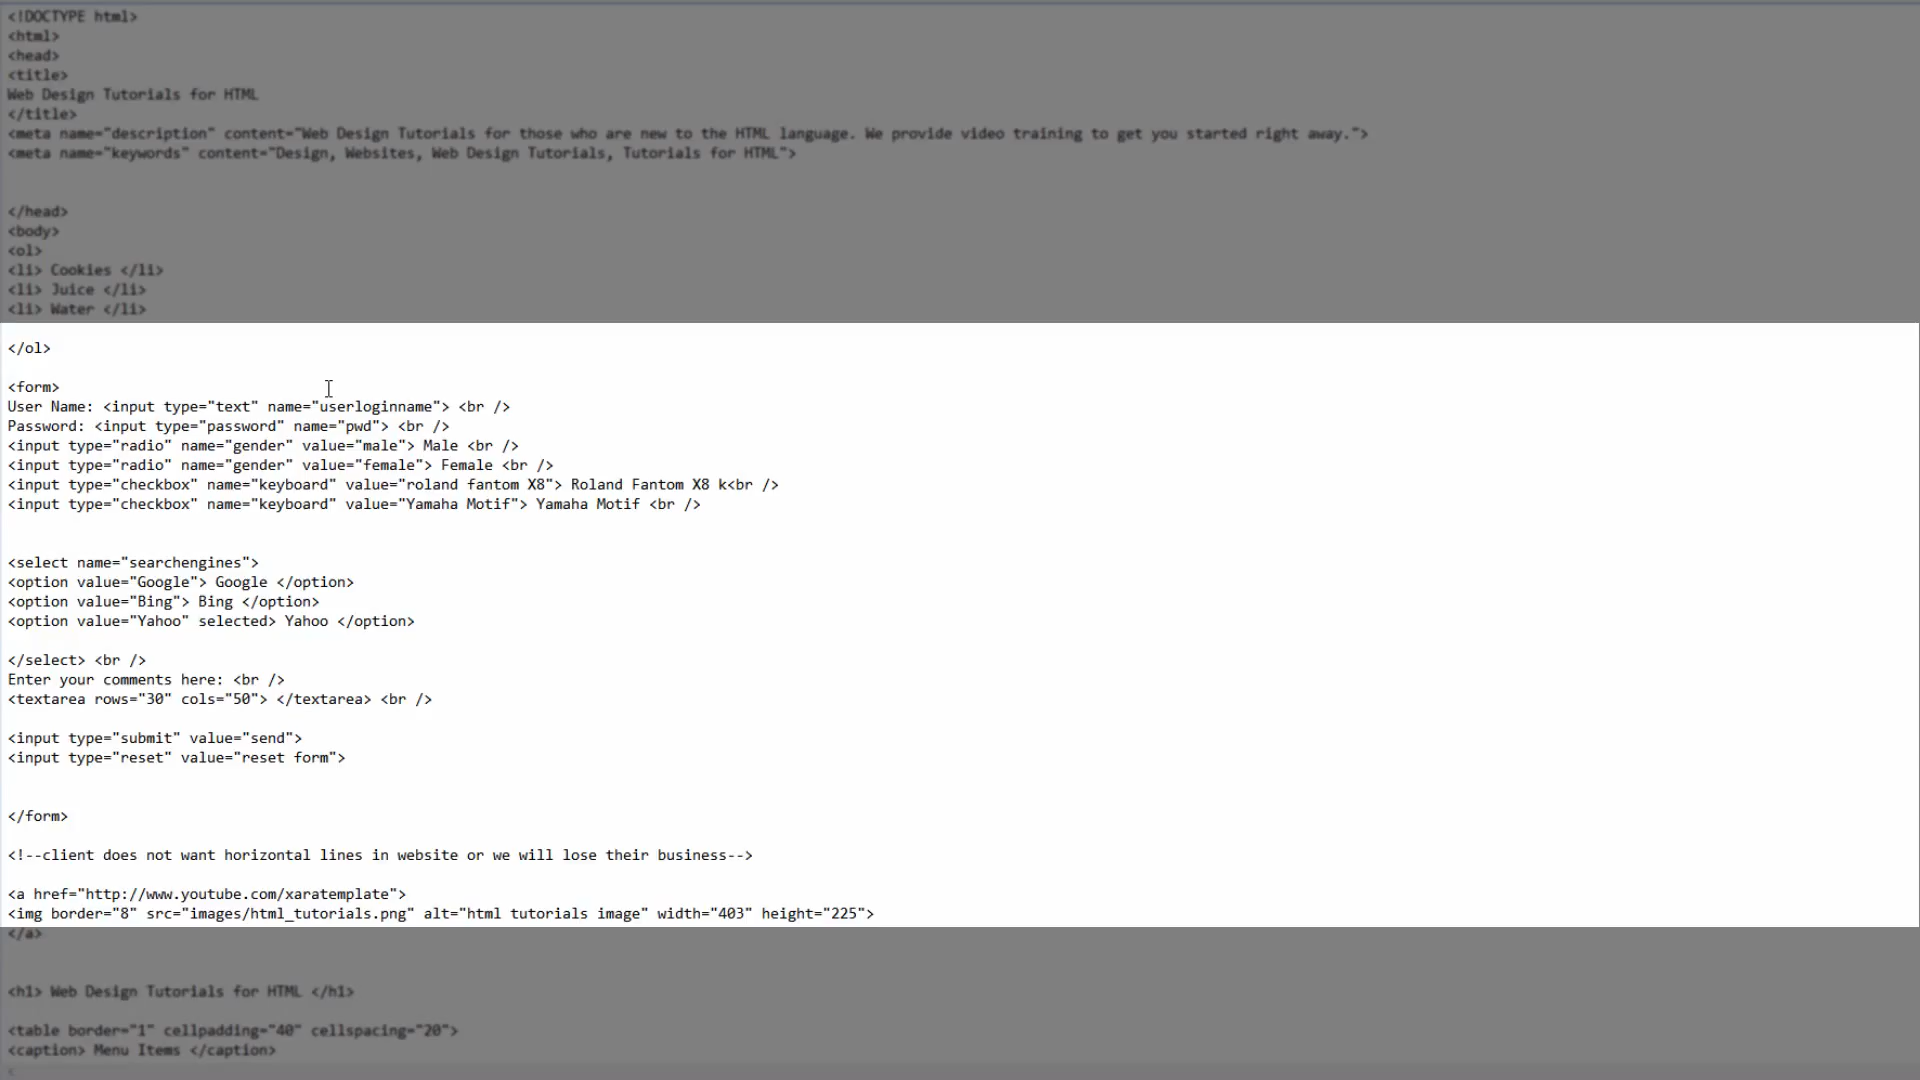 <!DOCTYPE html>
<html>
<head>
<title>
Web Design Tutorials for HTML
</title>
<meta name="description" content="Web Design Tutorials for those who are new to the HTML language. We provide video training to get you started right away.">
<meta name="keywords" content="Design, Websites, Web Design Tutorials, Tutorials for HTML">
</head>
<body>
<ol>
<li> Cookies </li>
<li> Juice </li>
<li> Water </li>
</ol>
<form>
User Name: <input type="text" name="userloginname"> <br />
Password: <input type="password" name="pwd"> <br />
<input type="radio" name="gender" value="male"> Male <br />
<input type="radio" name="gender" value="female"> Female <br />
<input type="checkbox" name="keyboard" value="roland fantom X8"> Roland Fantom X8 k<br />
<input type="checkbox" name="keyboard" value="Yamaha Motif"> Yamaha Motif <br />
<select name="searchengines">
<option value="Google"> Google </option>
<option value="Bing"> Bing </option>
<option value="Yahoo" selected> Yahoo </option>
</select> <br />
Enter your comments here: <br />
<textarea rows="30" cols="50"> </textarea> <br />
<input type="submit" value="send">
<input type="reset" value="reset form">
</form>
<!--client does not want horizontal lines in website or we will lose their business-->
<a href="http://www.youtube.com/xaratemplate">
<img border="8" src="images/html_tutorials.png" alt="html tutorials image" width="403" height="225">
</a>
<h1> Web Design Tutorials for HTML </h1>
<table border="1" cellpadding="40" cellspacing="20">
<caption> Menu Items </caption>